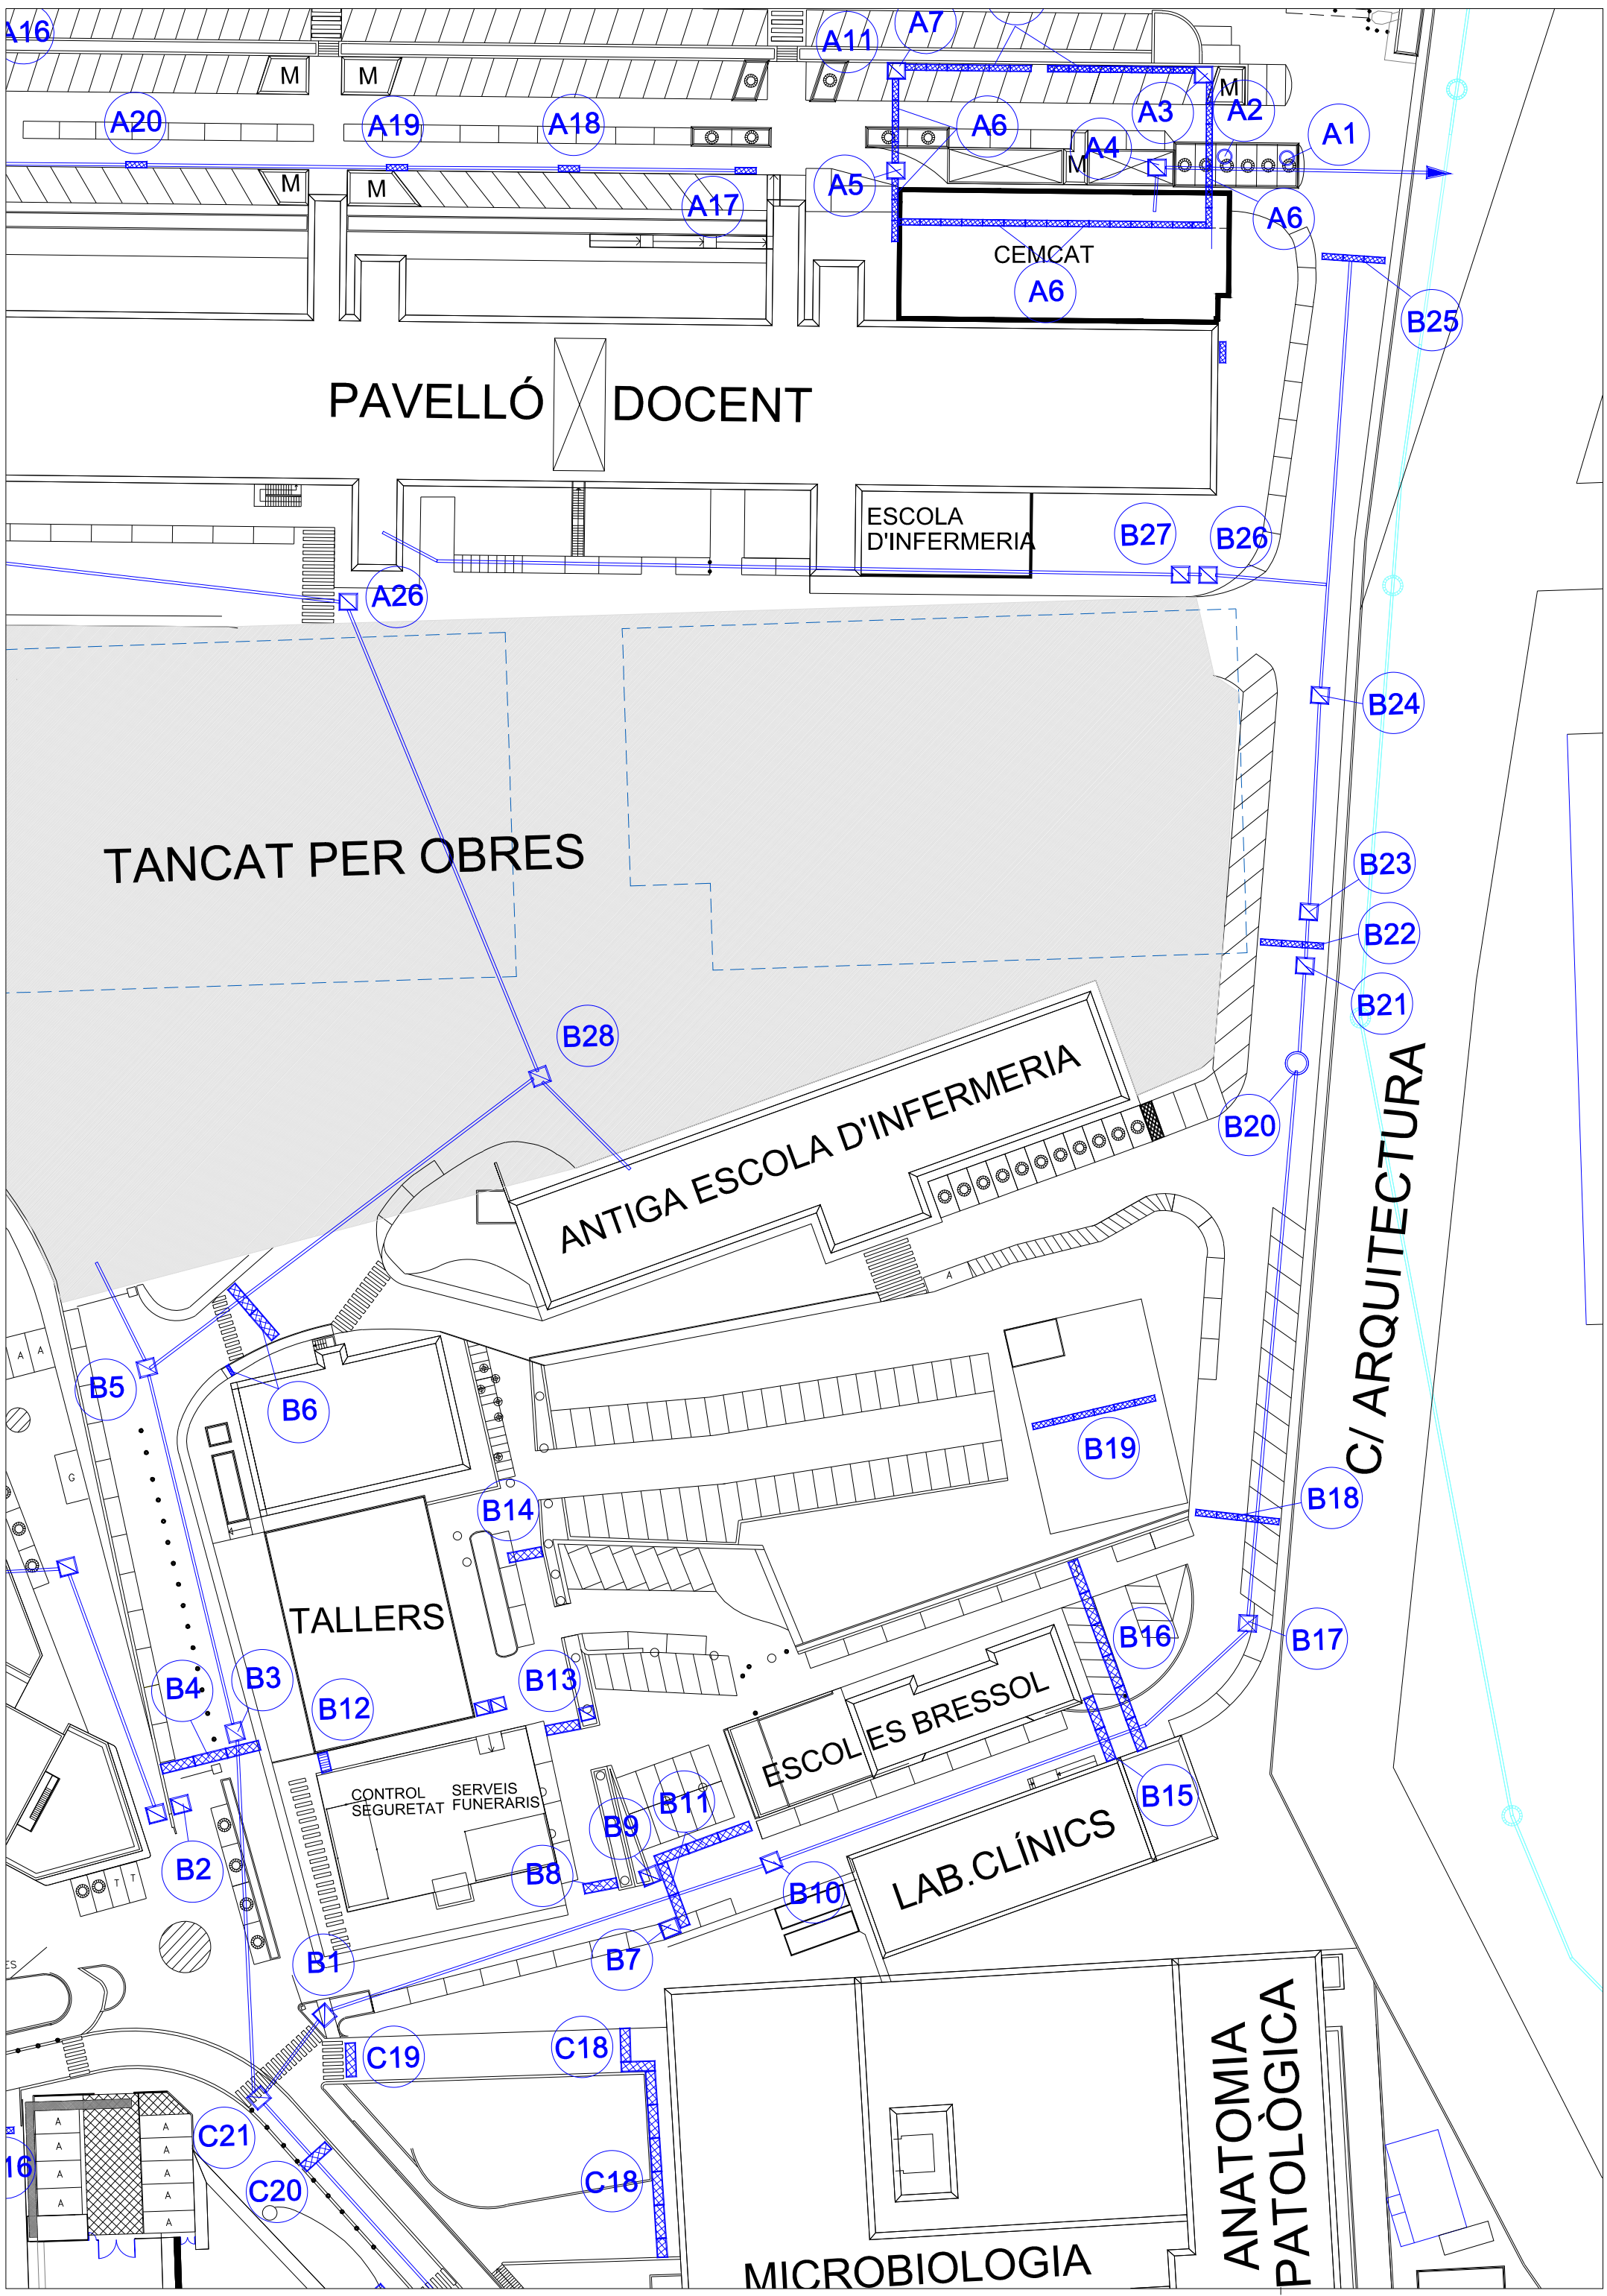 A16
A7
A11
M
M
M
A20
A19
A18
A6
A3
A2
A1
A4
M
A5
M
M
A17
A6
CEMCAT
A6
B25
PAVELLÓ DOCENT
ESCOLA
D'INFERMERIA
B27
B26
A26
B24
TANCAT PER OBRES
B23
B22
B21
B28
B20
ANTIGA ESCOLA D'INFERMERIA
C/ ARQUITECTURA
A
A
A
B5
B6
B19
G
B14
B18
TALLERS
B16
B17
B4
B3
B12
B13
ESCOLES BRESSOL
CONTROL
SEGURETAT
SERVEIS
FUNERARIS
B9
B11
B15
B2
T
T
B8
B10
LAB.CLÍNICS
B1
B7
ES
C19
C18
ANATOMIA
PATOLÒGICA
C21
A
A
A
A
A
A
A
A
A
16
C20
C18
MICROBIOLOGIA